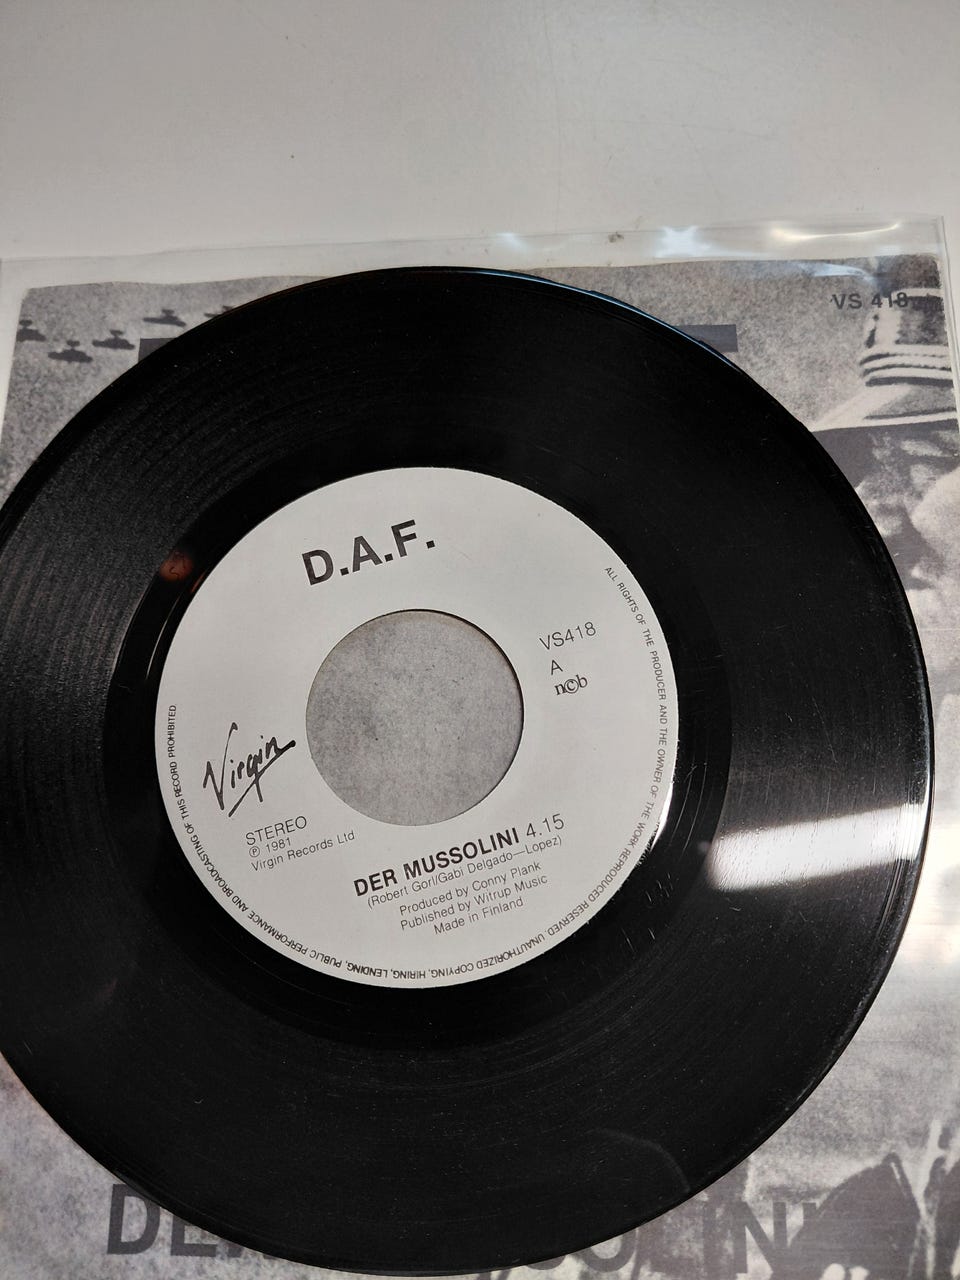 VS 418
D.A.F.
VS418
A
n©b
Virgin
STEREO
℗ 1981
Virgin Records Ltd
DER MUSSOLINI 4.15
(Robert Gorl/Gabi Delgado—Lopez)
Produced by Conny Plank
Published by Witrup Music
Made in Finland
ALL RIGHTS OF THE PRODUCER AND THE OWNER OF THE WORK REPRODUCED RESERVED. UNAUTHORIZED COPYING, HIRING, LENDING, PUBLIC PERFORMANCE AND BROADCASTING OF THIS RECORD PROHIBITED.